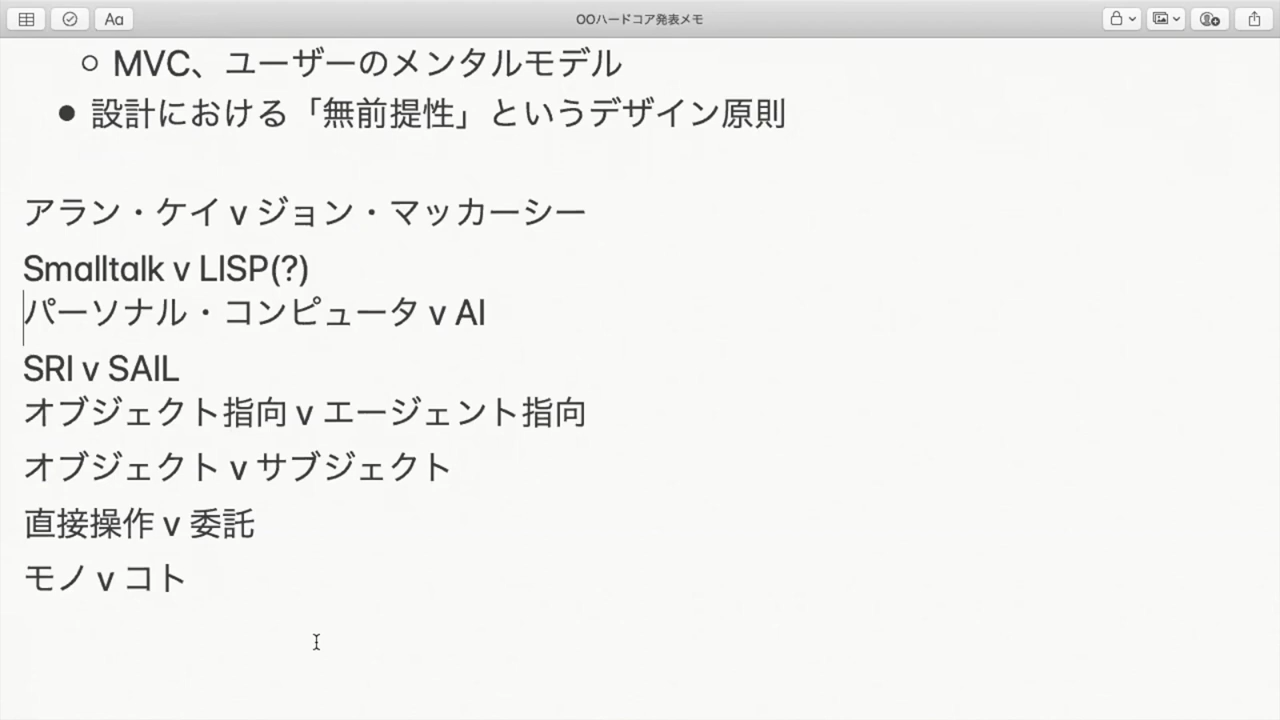 Aa
OOハードコア発表メモ
MVC、ユーザーのメンタルモデル
設計における「無前提性」というデザイン原則
アラン・ケイ v ジョン・マッカーシー
Smalltalk v LISP(?)
パーソナル・コンピュータ v AI
SRI v SAIL
オブジェクト指向 v エージェント指向
オブジェクト v サブジェクト
直接操作 v 委託
モノ v コト